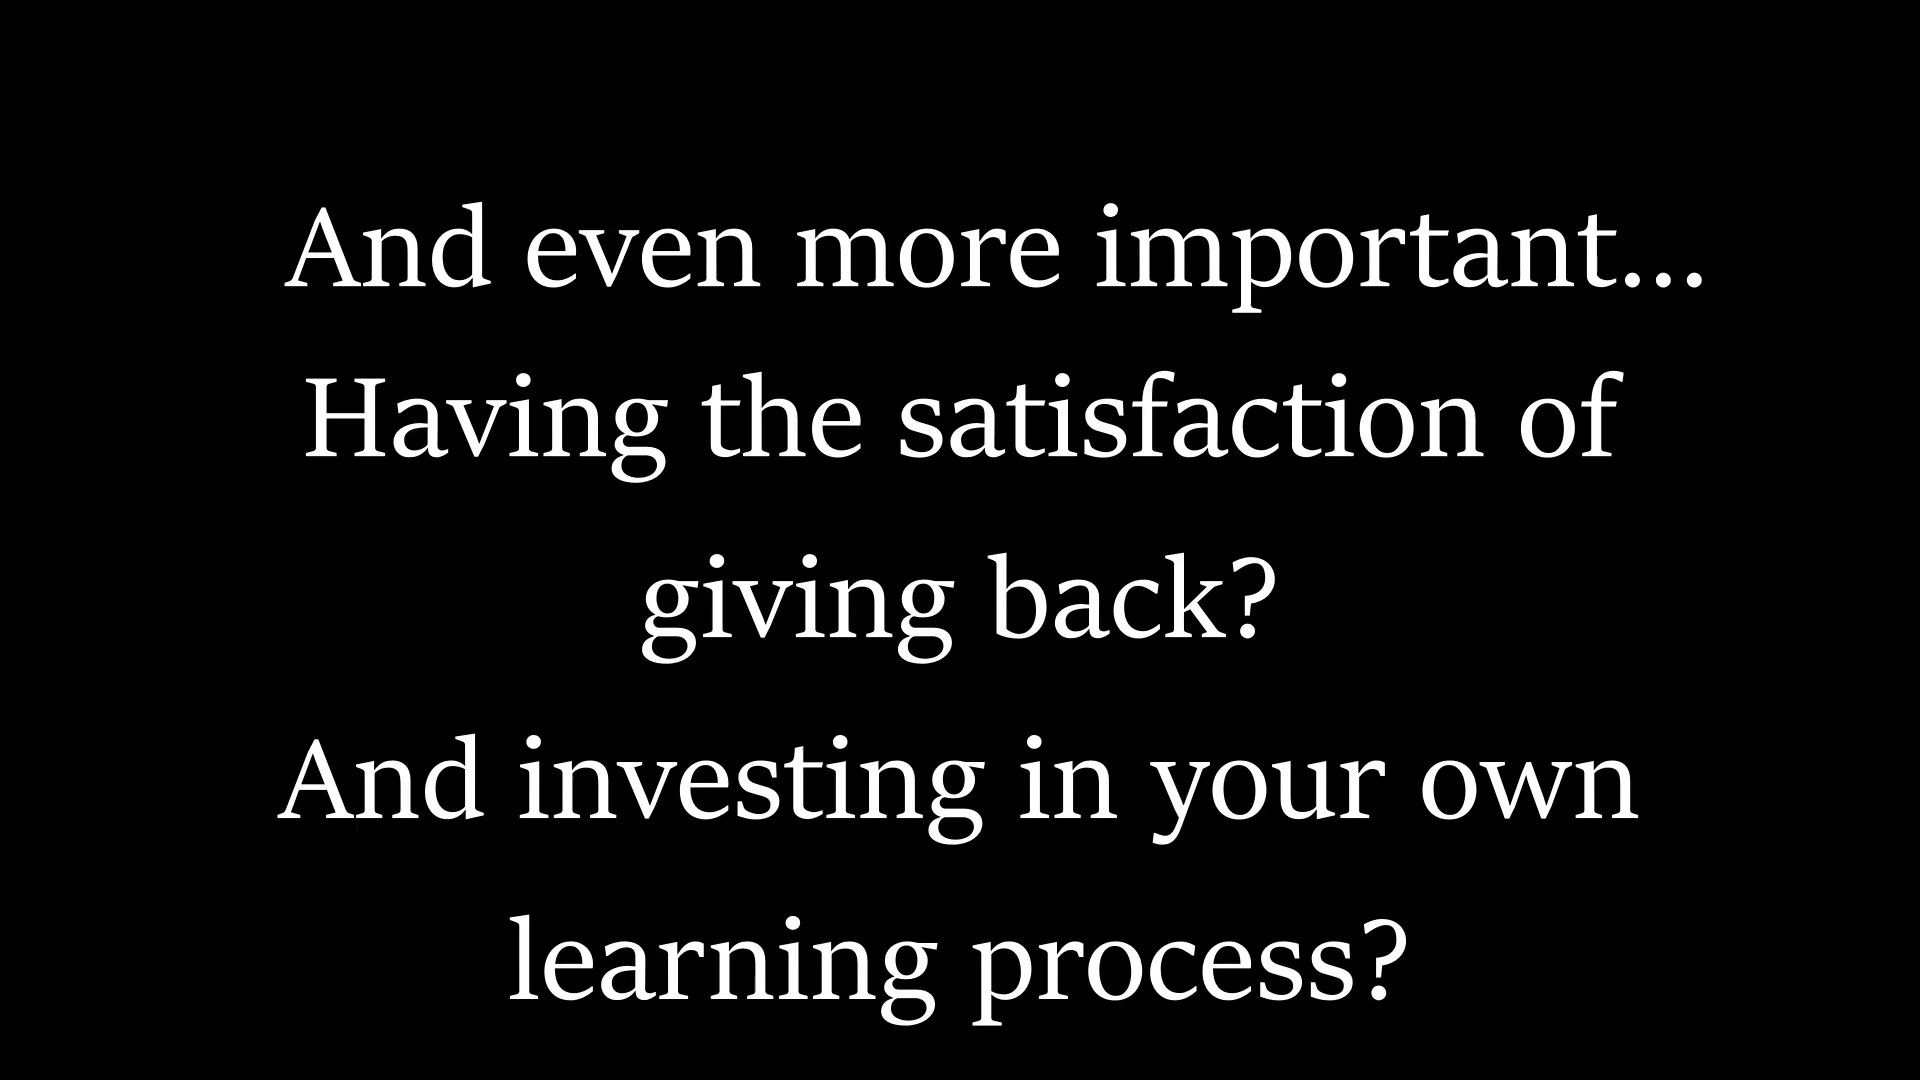 And even more important...
Having the satisfaction of
giving back?
And investing in your own
learning process?